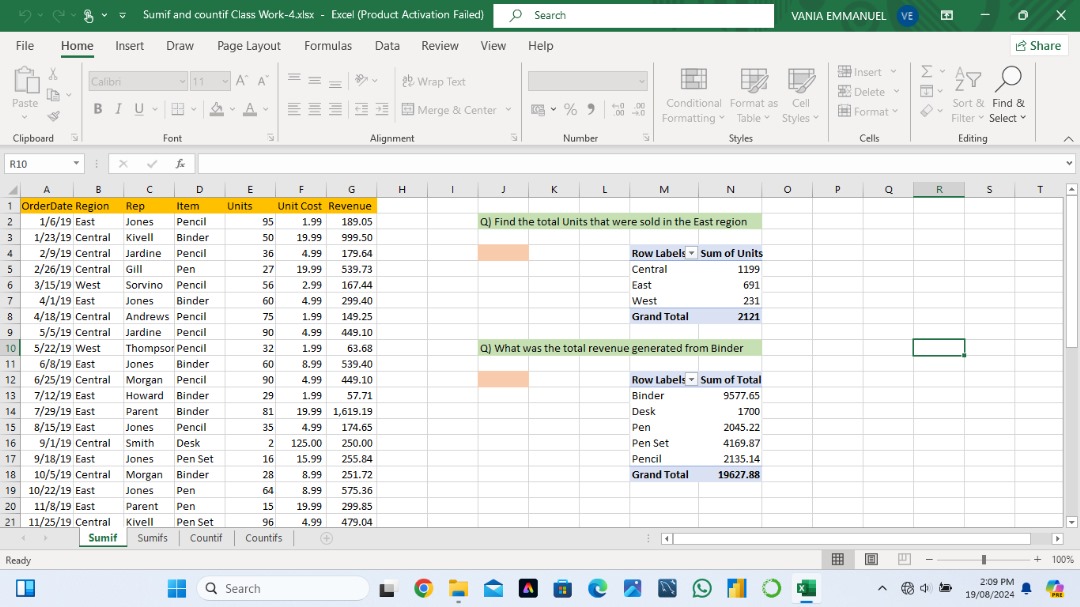 Sumif and countif Class Work-4.xlsx - Excel (Product Activation Failed) Search VANIA EMMANUEL VE
File Home Insert Draw Page Layout Formulas Data Review View Help Share
Paste Calibri 11 A A Wrap Text Conditional Formatting Format as Table Cell Styles Insert Sort & Filter Find & Select
B I U A Merge & Center % Delete
Format
Clipboard Font Alignment Number Styles Cells Editing
R10 fx
A B C D E F G H I J K L M N O P Q R S T
1 OrderDate Region Rep Item Units Unit Cost Revenue
2 1/6/19 East Jones Pencil 95 1.99 189.05 Q) Find the total Units that were sold in the East region
3 1/23/19 Central Kivell Binder 50 19.99 999.50
4 2/9/19 Central Jardine Pencil 36 4.99 179.64 Row Labels Sum of Units
5 2/26/19 Central Gill Pen 27 19.99 539.73 Central 1199
6 3/15/19 West Sorvino Pencil 56 2.99 167.44 East 691
7 4/1/19 East Jones Binder 60 4.99 299.40 West 231
8 4/18/19 Central Andrews Pencil 75 1.99 149.25 Grand Total 2121
9 5/5/19 Central Jardine Pencil 90 4.99 449.10
10 5/22/19 West Thompsor Pencil 32 1.99 63.68 Q) What was the total revenue generated from Binder
11 6/8/19 East Jones Binder 60 8.99 539.40
12 6/25/19 Central Morgan Pencil 90 4.99 449.10 Row Labels Sum of Total
13 7/12/19 East Howard Binder 29 1.99 57.71 Binder 9577.65
14 7/29/19 East Parent Binder 81 19.99 1,619.19 Desk 1700
15 8/15/19 East Jones Pencil 35 4.99 174.65 Pen 2045.22
16 9/1/19 Central Smith Desk 2 125.00 250.00 Pen Set 4169.87
17 9/18/19 East Jones Pen Set 16 15.99 255.84 Pencil 2135.14
18 10/5/19 Central Morgan Binder 28 8.99 251.72 Grand Total 19627.88
19 10/22/19 East Jones Pen 64 8.99 575.36
20 11/8/19 East Parent Pen 15 19.99 299.85
21 11/25/19 Central Kivell Pen Set 96 4.99 479.04
Sumif Sumifs Countif Countifs
Ready 100%
Search 2:09 PM
19/08/2024 PRE